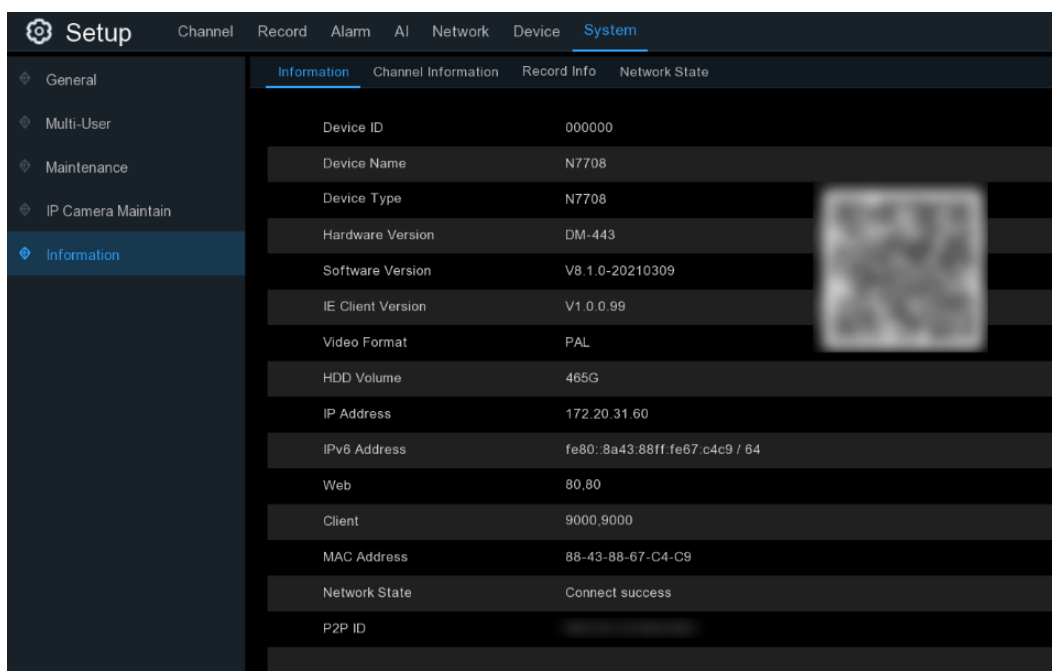 Setup Channel Record Alarm AI Network Device System
Information Channel Information Record Info Network State
General
Multi-User
Maintenance
IP Camera Maintain
Information
Device ID 000000
Device Name N7708
Device Type N7708
Hardware Version DM-443
Software Version V8.1.0-20210309
IE Client Version V1.0.0.99
Video Format PAL
HDD Volume 465G
IP Address 172.20.31.60
IPv6 Address fe80::8a43:88ff:fe67:c4c9 / 64
Web 80,80
Client 9000,9000
MAC Address 88-43-88-67-C4-C9
Network State Connect success
P2P ID